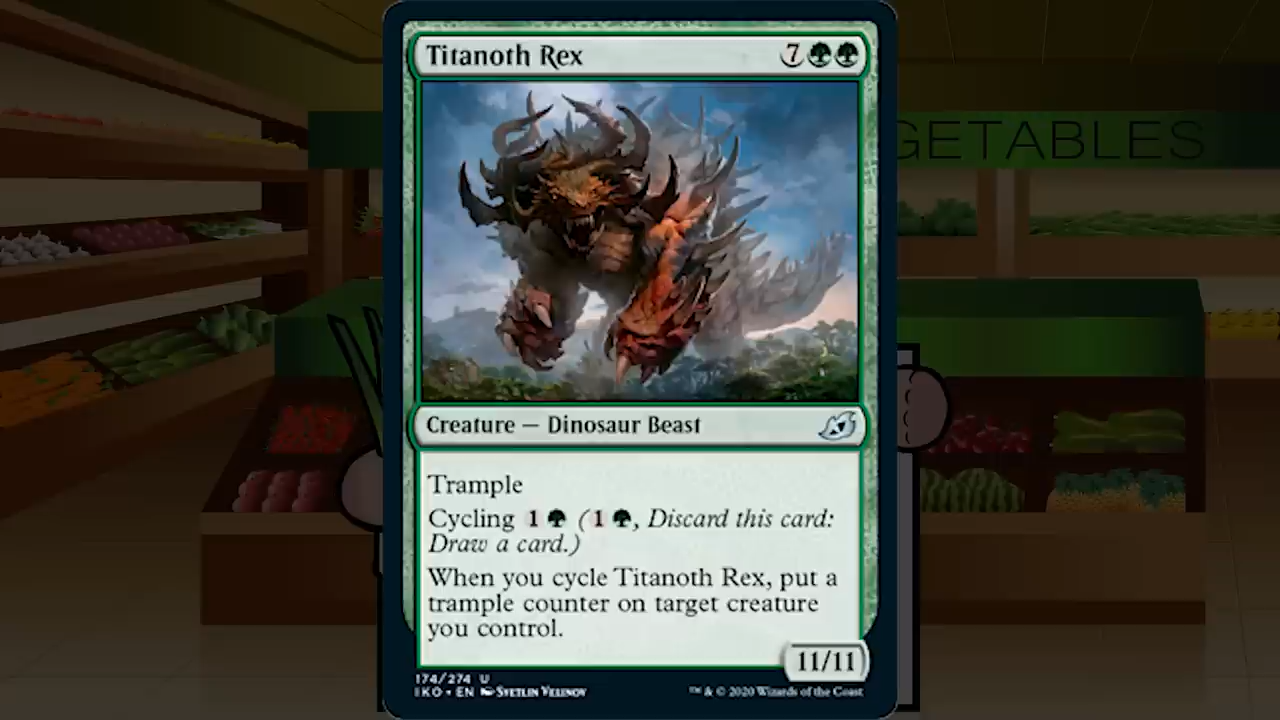 Titanoth Rex 7
GETABLES
Creature — Dinosaur Beast
Trample
Cycling 1 (1, Discard this card:
Draw a card.)
When you cycle Titanoth Rex, put a
trample counter on target creature
you control.
11/11
174/274 U
IKO • EN Svetlin Velinov
™ & © 2020 Wizards of the Coast